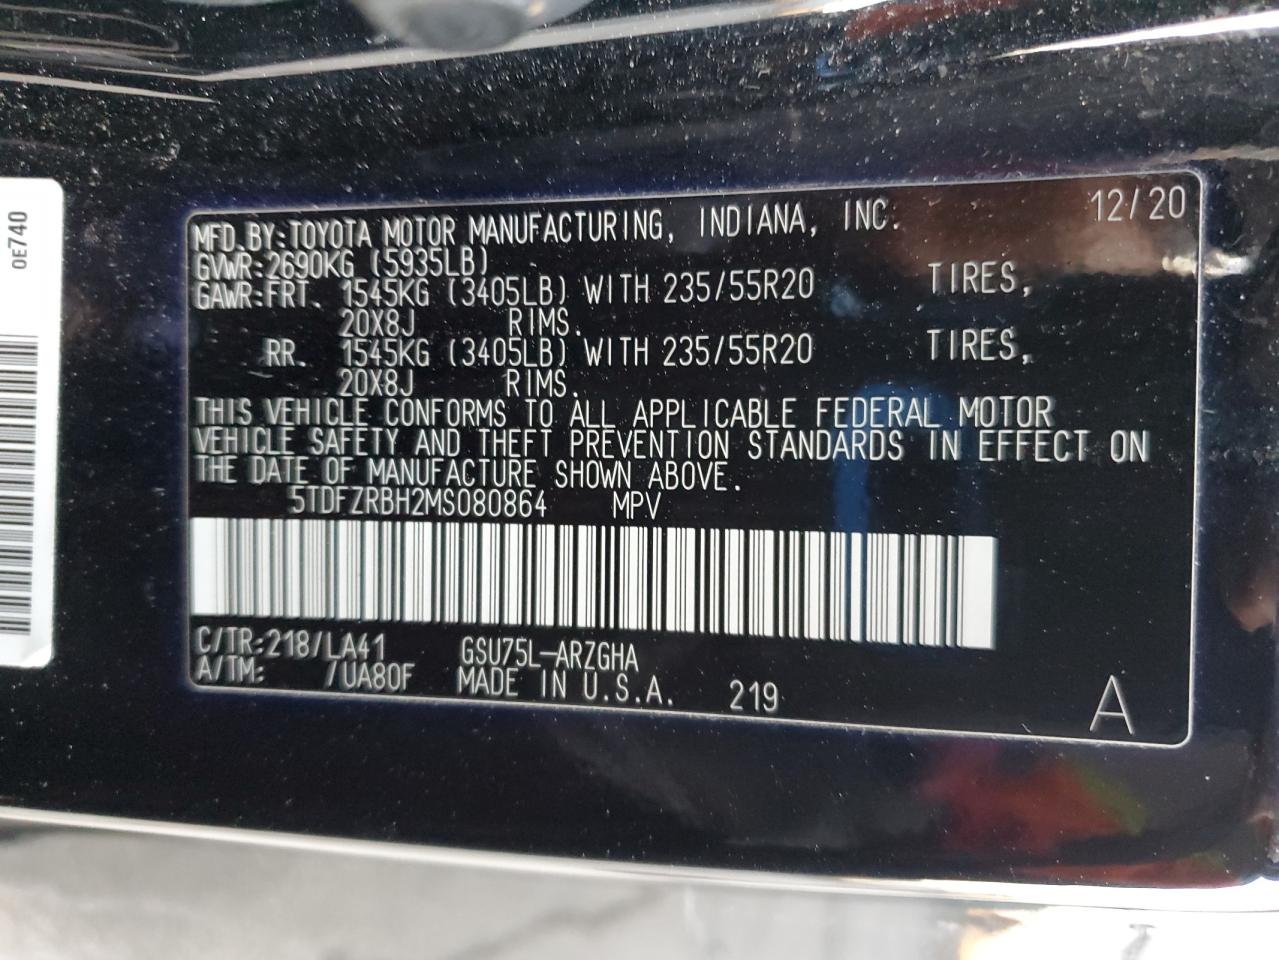 0E740
MFD.BY:TOYOTA MOTOR MANUFACTURING, INDIANA, INC. 12/20
GVWR:2690KG (5935LB)
GAWR:FRT. 1545KG (3405LB) WITH 235/55R20 TIRES,
20X8J RIMS.
RR. 1545KG (3405LB) WITH 235/55R20 TIRES,
20X8J RIMS.
THIS VEHICLE CONFORMS TO ALL APPLICABLE FEDERAL MOTOR
VEHICLE SAFETY AND THEFT PREVENTION STANDARDS IN EFFECT ON
THE DATE OF MANUFACTURE SHOWN ABOVE.
5TDFZRBH2MS080864 MPV
C/TR:218/LA41 GSU75L-ARZGHA
A/TM: /UA80F MADE IN U.S.A. 219 A